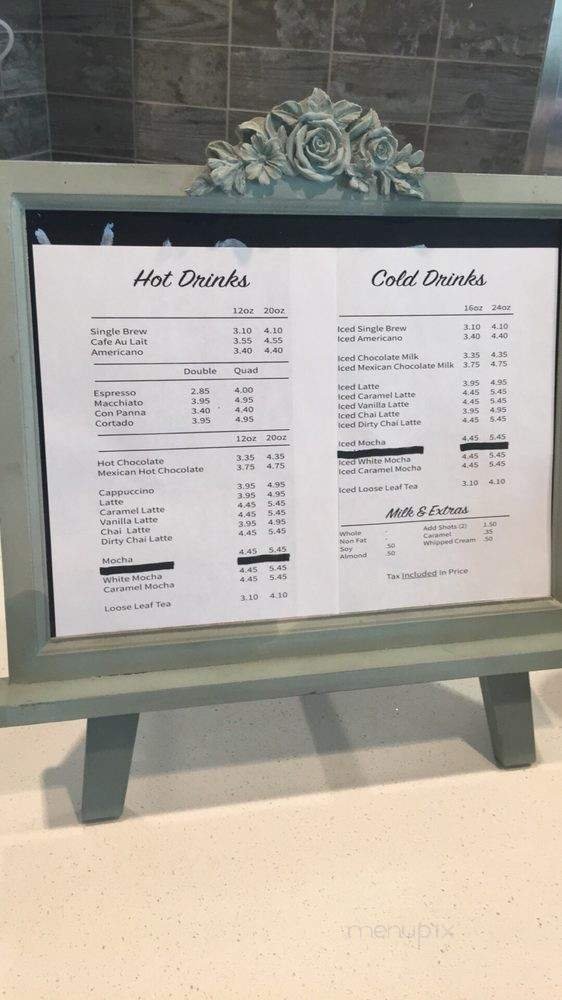 Hot Drinks
12oz 20oz
Single Brew 3.10 4.10
Cafe Au Lait 3.55 4.55
Americano 3.40 4.40
Double Quad
Espresso 2.85 4.00
Macchiato 3.95 4.95
Con Panna 3.40 4.40
Cortado 3.95 4.95
12oz 20oz
Hot Chocolate 3.35 4.35
Mexican Hot Chocolate 3.75 4.75
Cappuccino 3.95 4.95
Latte 3.95 4.95
Caramel Latte 4.45 5.45
Vanilla Latte 4.45 5.45
Chai Latte 3.95 4.95
Dirty Chai Latte 4.45 5.45
Mocha 4.45 5.45
White Mocha 4.45 5.45
Caramel Mocha 4.45 5.45
Loose Leaf Tea 3.10 4.10
Cold Drinks
16oz 24oz
Iced Single Brew 3.10 4.10
Iced Americano 3.40 4.40
Iced Chocolate Milk 3.35 4.35
Iced Mexican Chocolate Milk 3.75 4.75
Iced Latte 3.95 4.95
Iced Caramel Latte 4.45 5.45
Iced Vanilla Latte 4.45 5.45
Iced Chai Latte 3.95 4.95
Iced Dirty Chai Latte 4.45 5.45
Iced Mocha 4.45 5.45
Iced White Mocha 4.45 5.45
Iced Caramel Mocha 4.45 5.45
Iced Loose Leaf Tea 3.10 4.10
Milk & Extras
Whole - Add Shots (2) 1.50
Non Fat - Caramel .35
Soy .50 Whipped Cream .50
Almond .50
Tax Included in Price
menupix